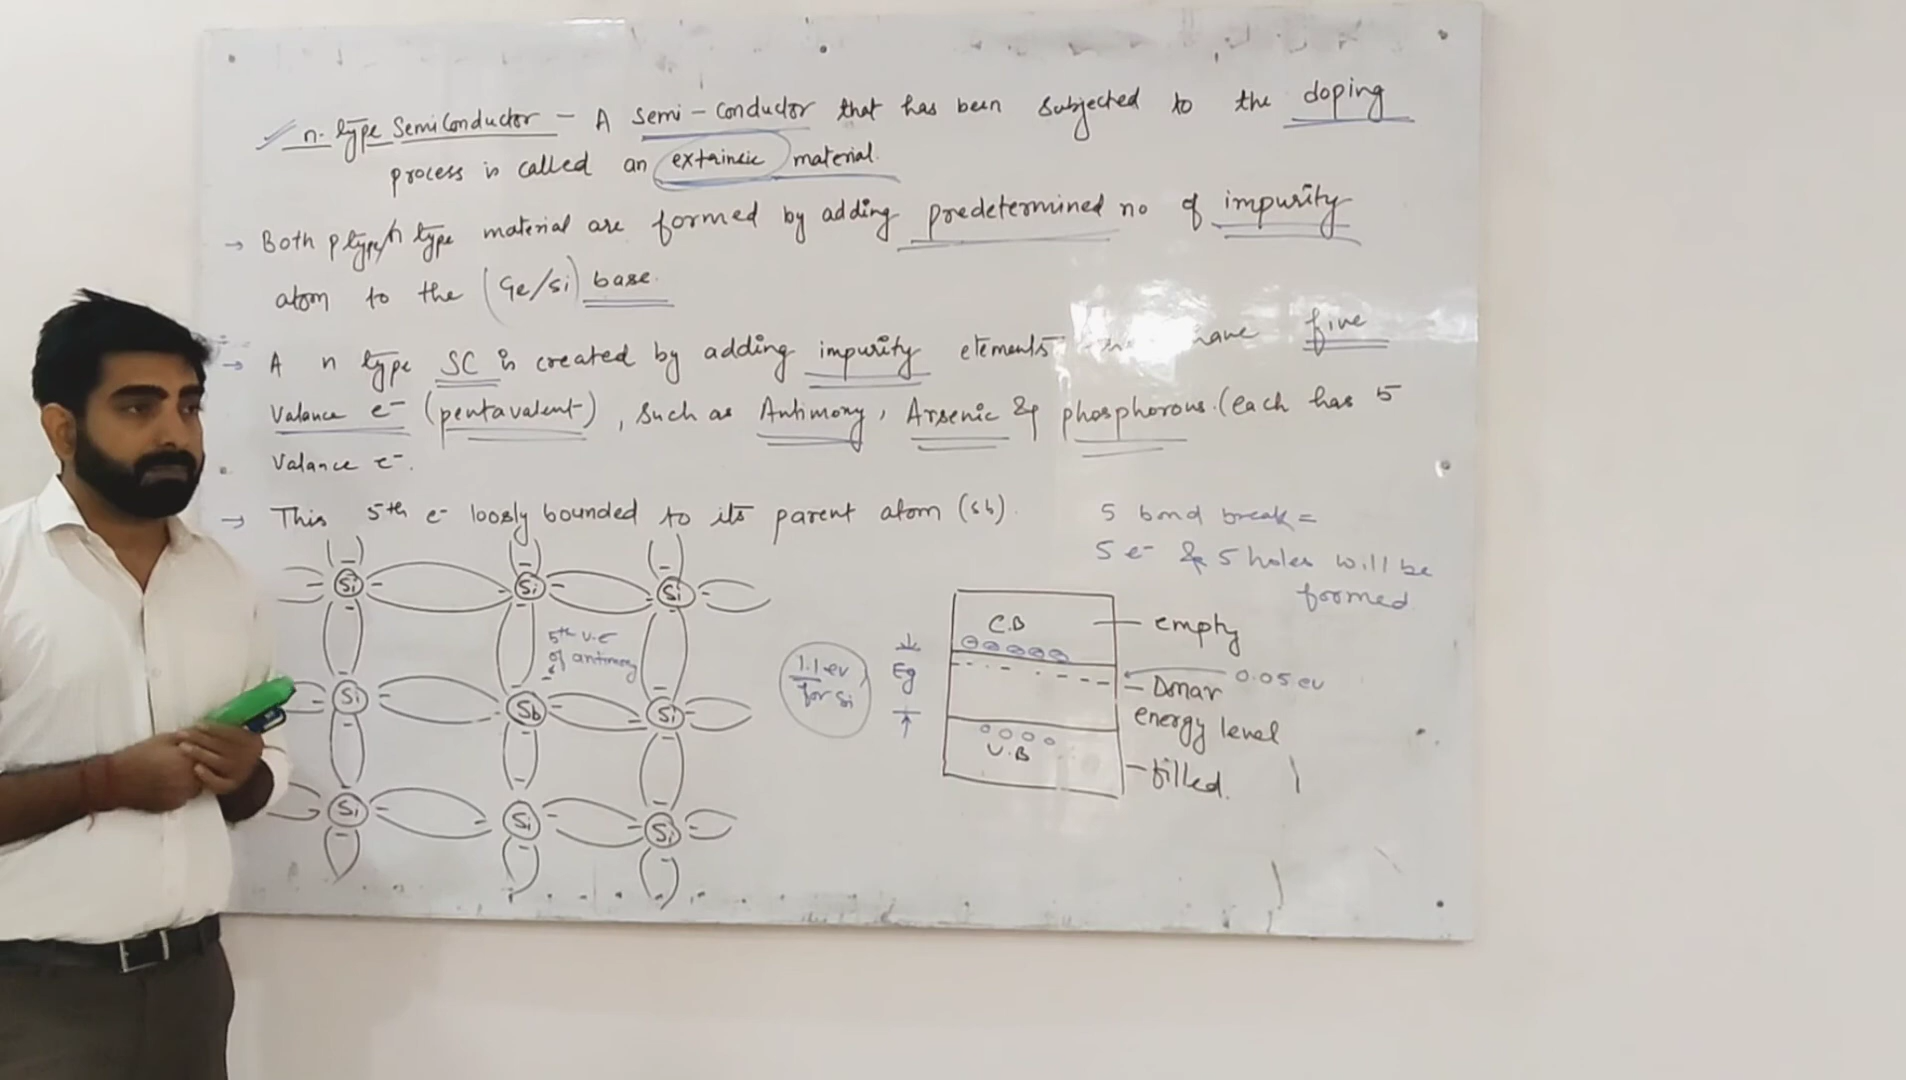 n-type Semiconductor - A semi-conductor that has been subjected to the doping
process is called an extrinsic material.
→ Both p type/n type material are formed by adding predetermined no of impurity
atom to the (Ge/Si) base.
→ A n type SC is created by adding impurity elements have five
Valance e- (pentavalent), such as Antimony, Arsenic & phosphorous. (each has 5
Valance e-.
→ This 5th e- loosly bounded to its parent atom (Sb).
5 bond break =
5 e- & 5 holes will be
formed
Si Si Si
5th v.e
of antimony
Si Sb Si
Si Si Si
1.1 ev
for Si
Eg
C.B
empty
0.05 ev
Donar
energy level
V.B
filled.